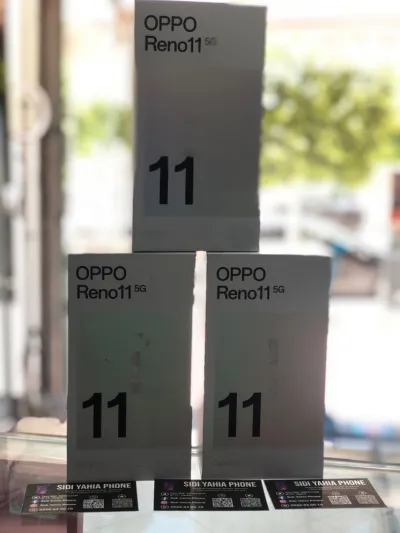 OPPO
Reno11 5G
11
OPPO
Reno11 5G
11
OPPO
Reno11 5G
11
SIDI YAHIA PHONE
SIDI YAHIA PHONE
SIDI YAHIA PHONE